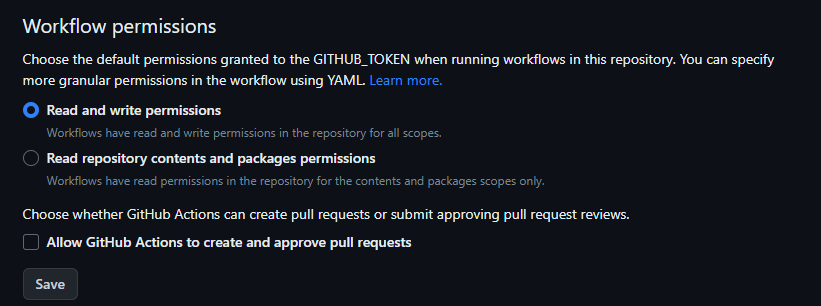 Workflow permissions
Choose the default permissions granted to the GITHUB_TOKEN when running workflows in this repository. You can specify
more granular permissions in the workflow using YAML. Learn more.
Read and write permissions
Workflows have read and write permissions in the repository for all scopes.
Read repository contents and packages permissions
Workflows have read permissions in the repository for the contents and packages scopes only.
Choose whether GitHub Actions can create pull requests or submit approving pull request reviews.
Allow GitHub Actions to create and approve pull requests
Save